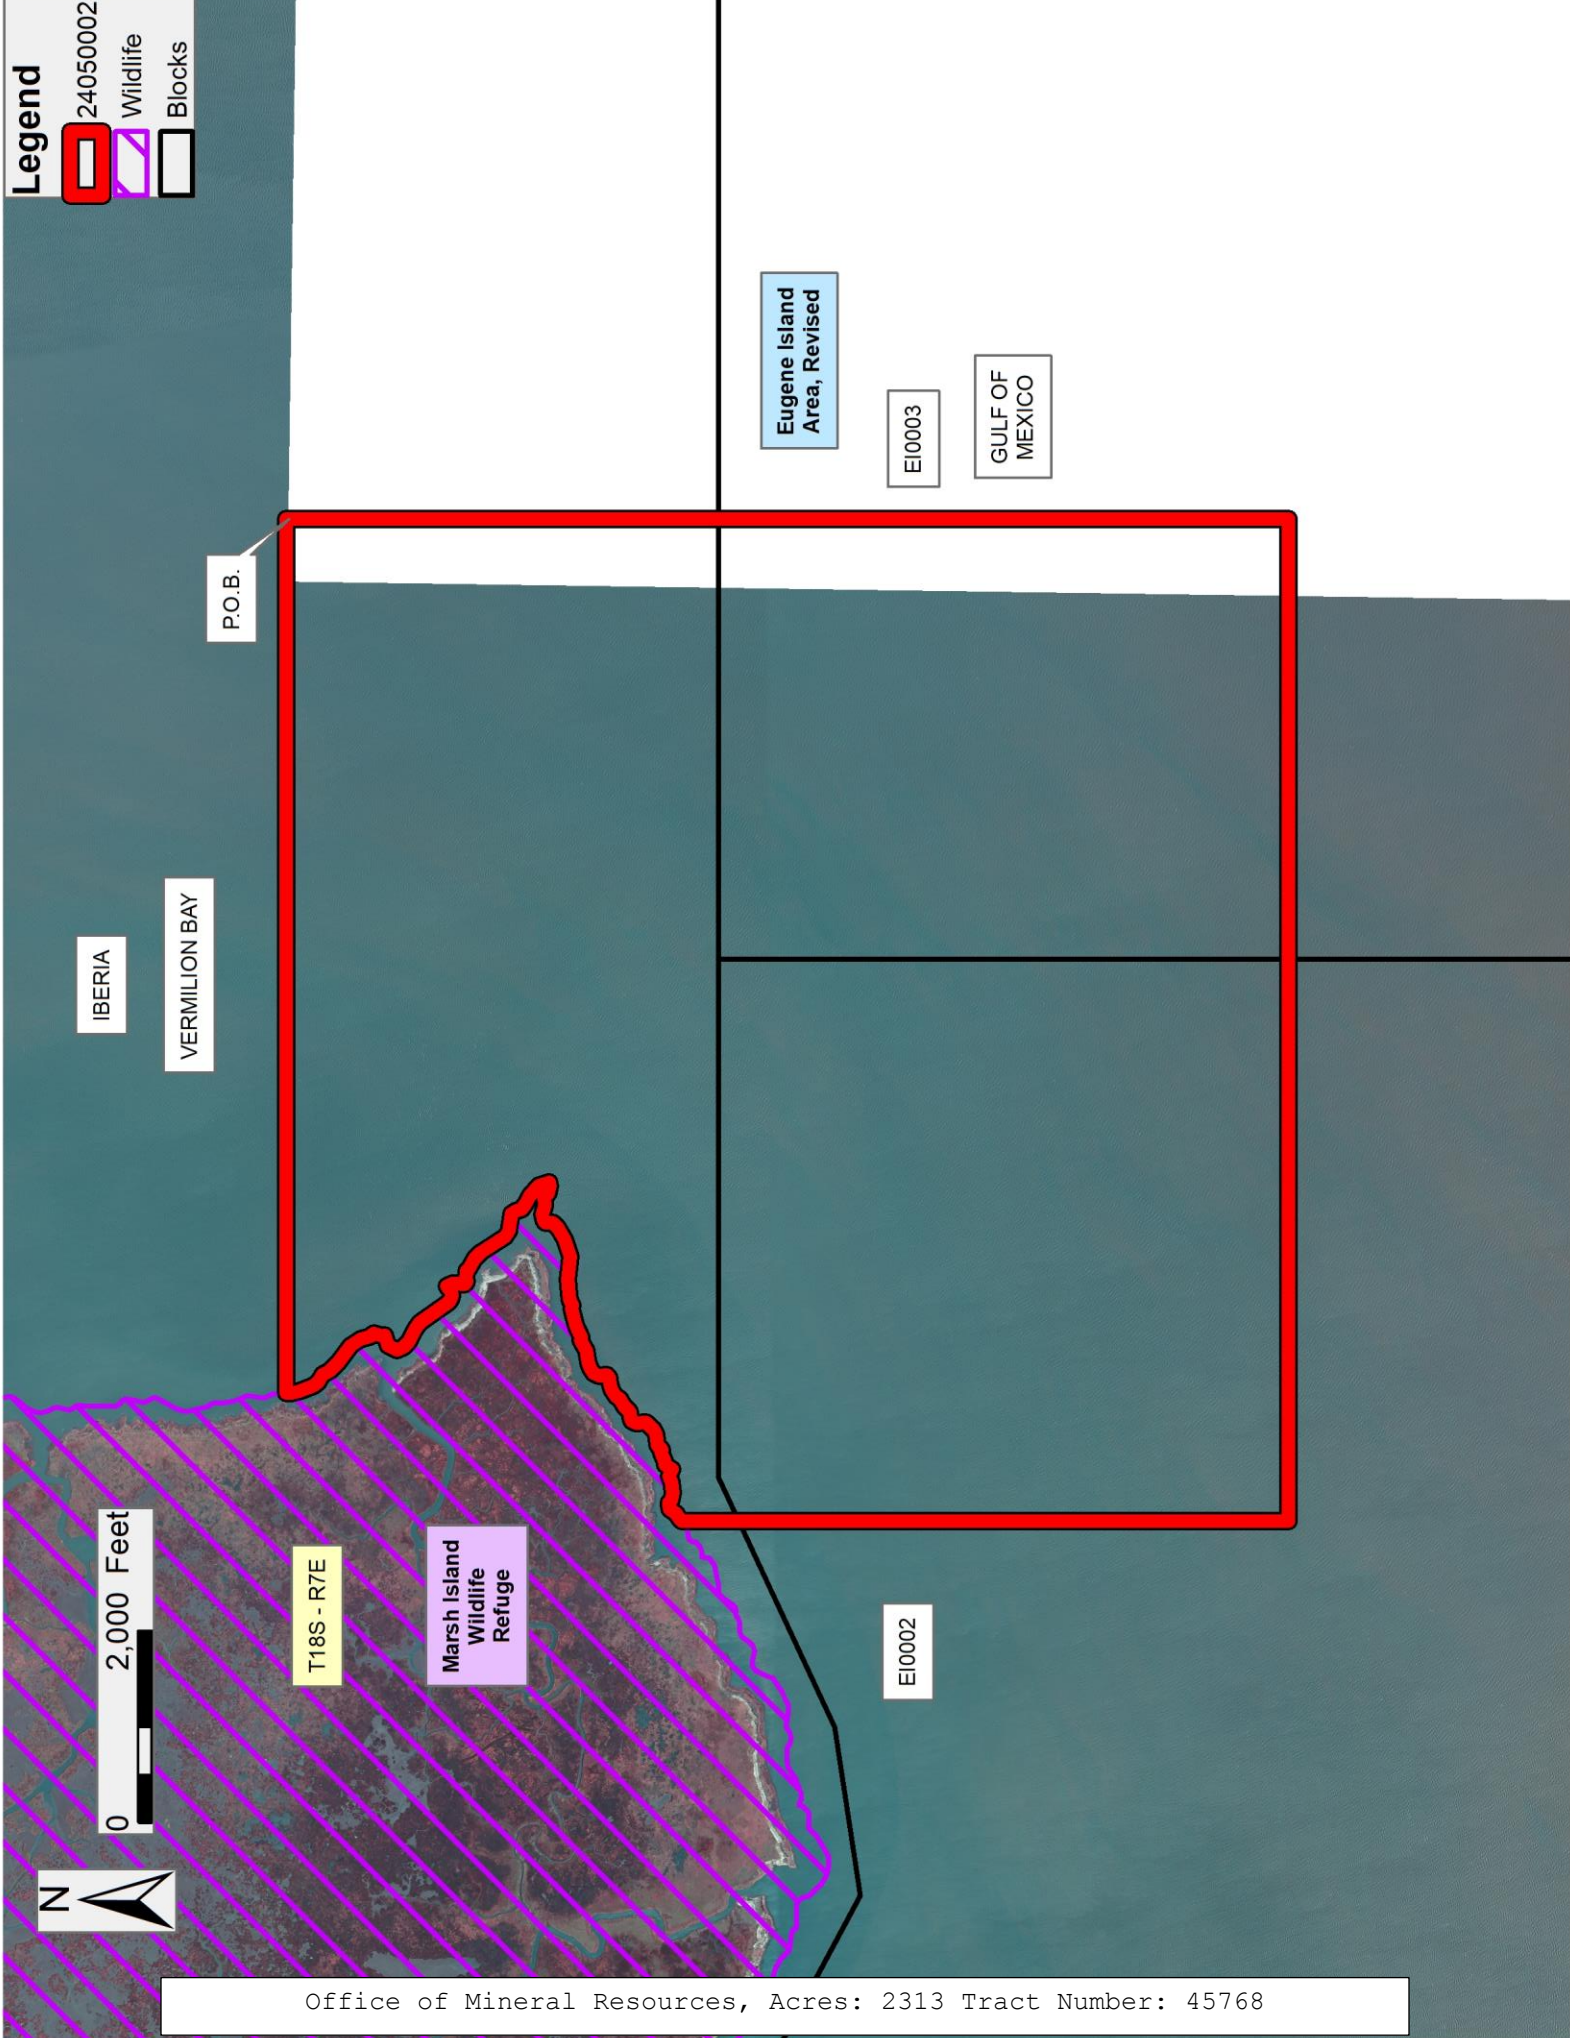 Legend
24050002
Wildlife
Blocks
N
0 2,000 Feet
IBERIA
VERMILION BAY
P.O.B.
T18S - R7E
Marsh Island
Wildlife
Refuge
Eugene Island
Area, Revised
EI0002
EI0003
GULF OF
MEXICO
Office of Mineral Resources, Acres: 2313 Tract Number: 45768